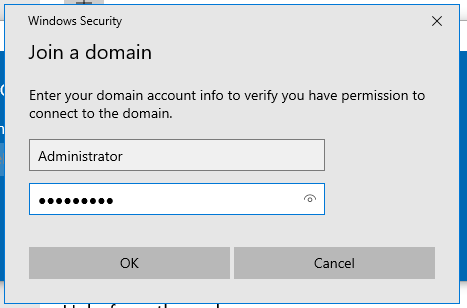 Windows Security
Join a domain
Enter your domain account info to verify you have permission to
connect to the domain.
Administrator
●●●●●●●●●
OK
Cancel